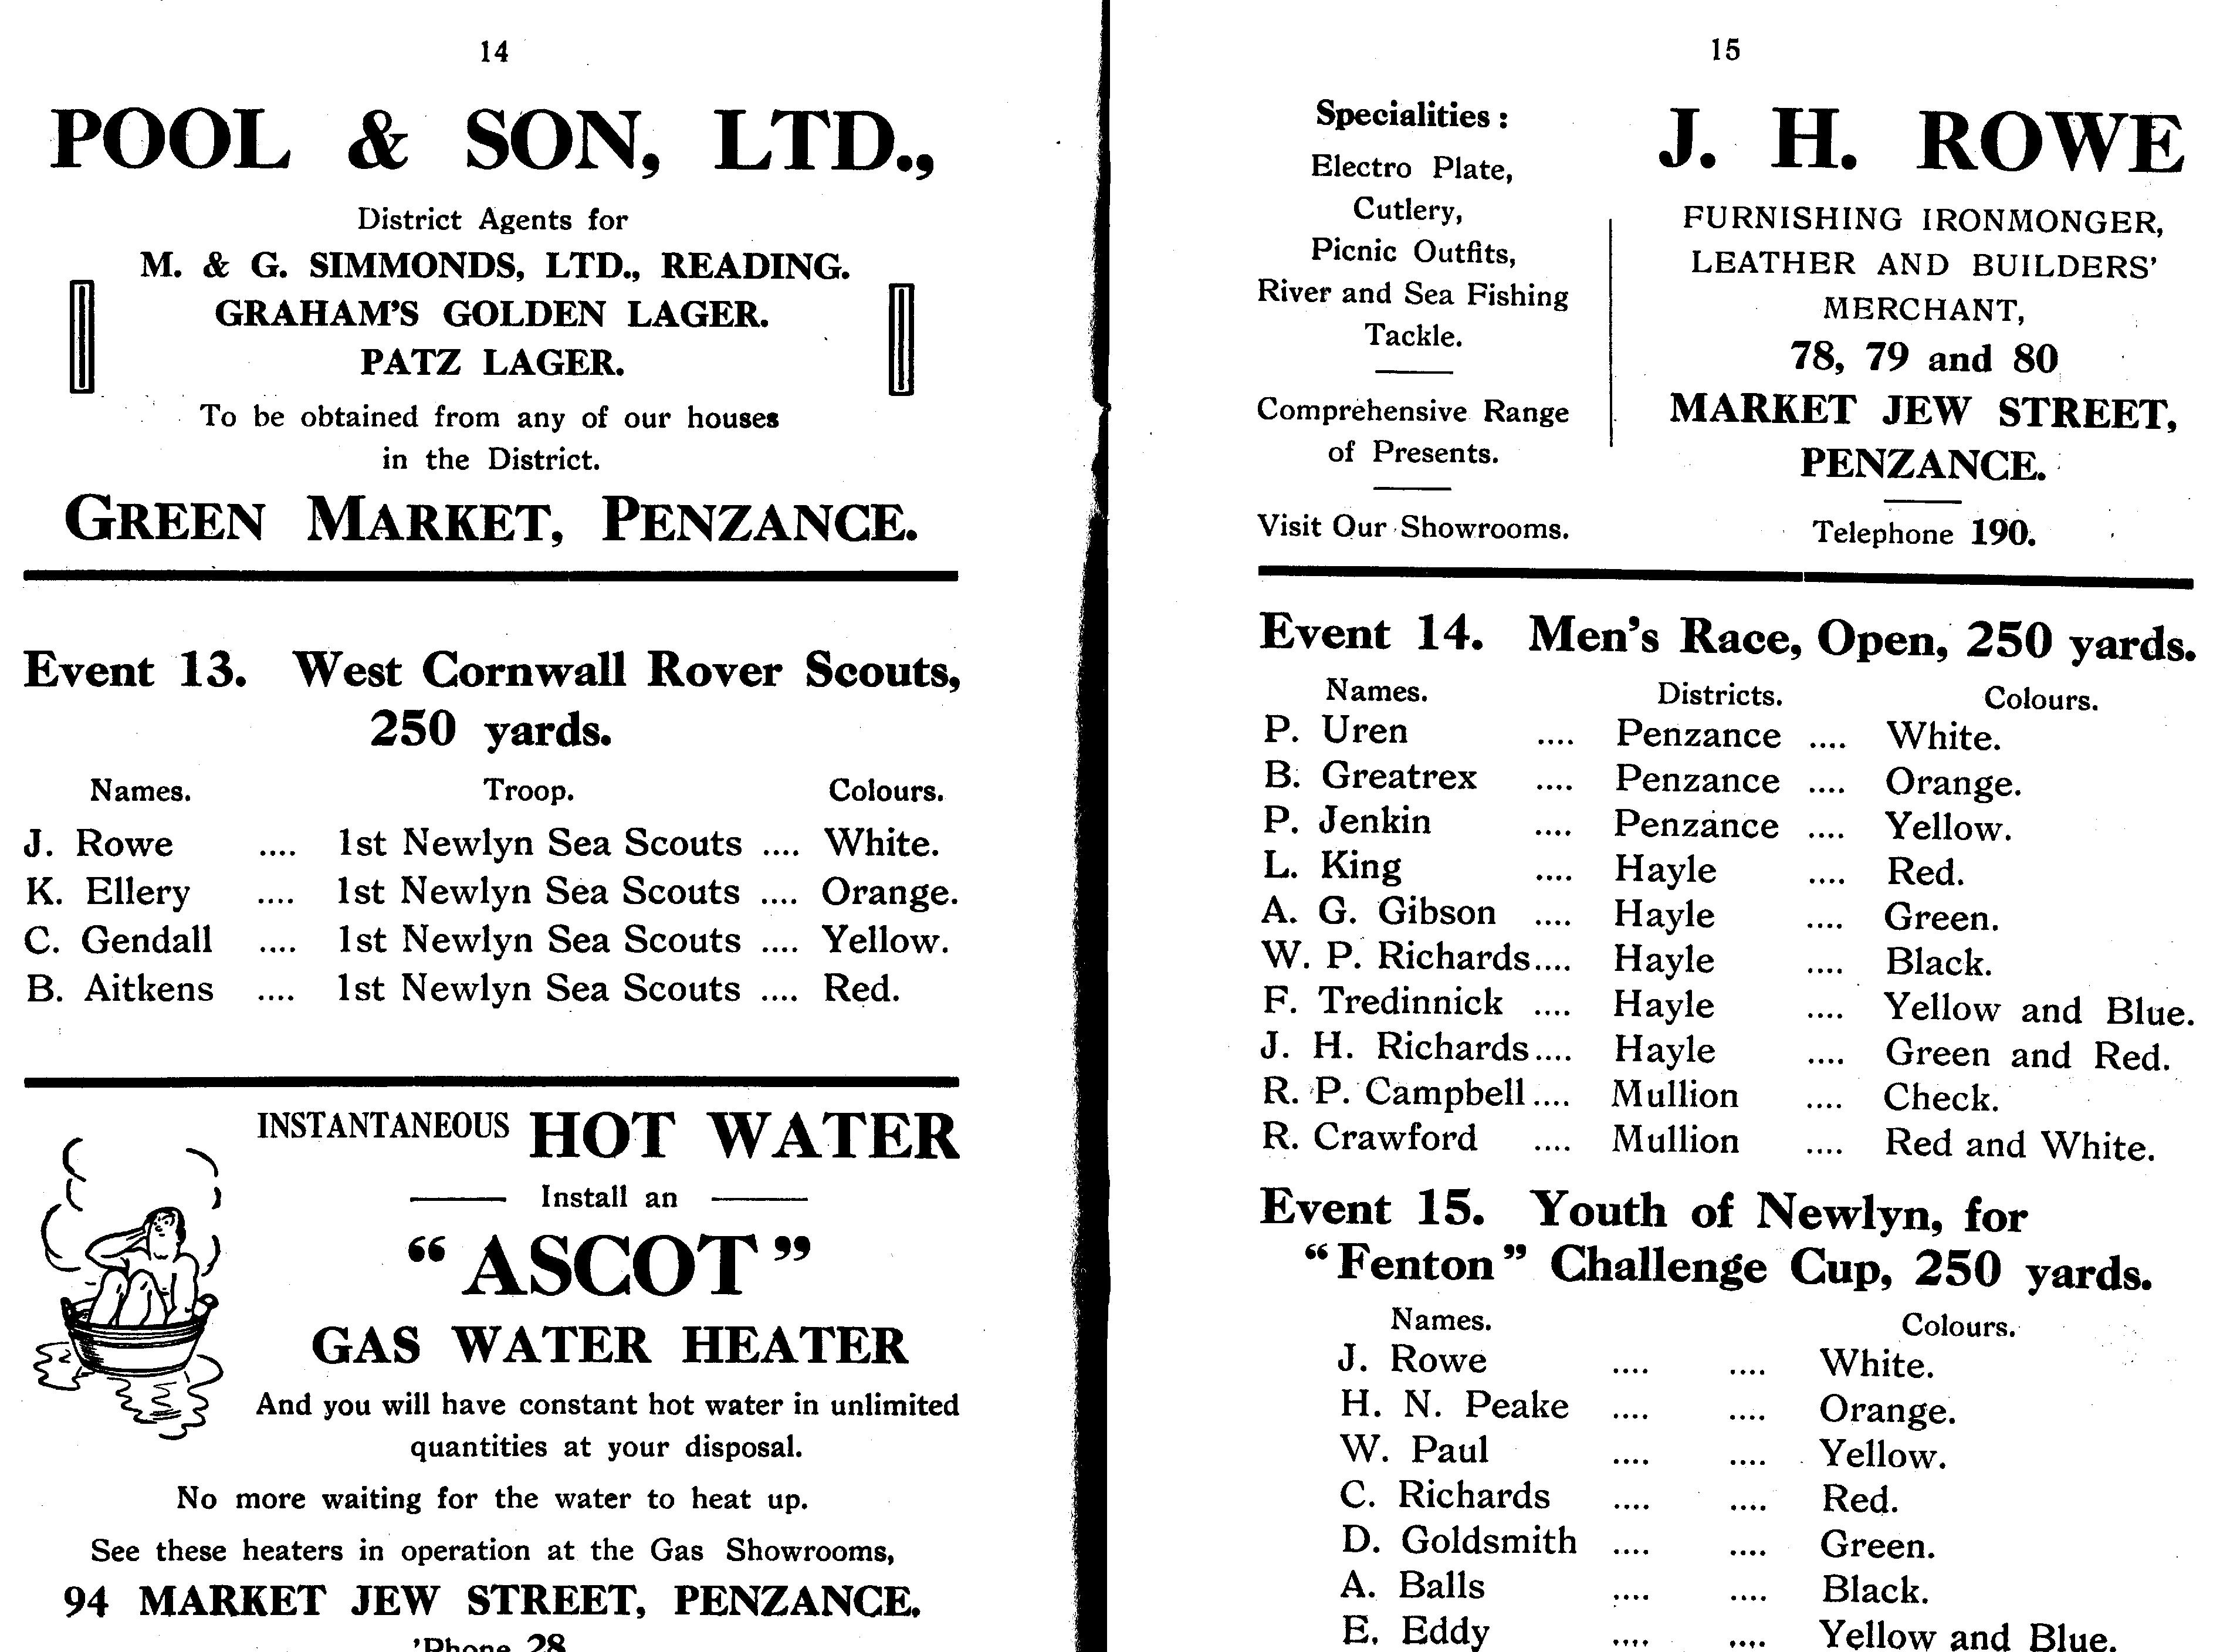 14
POOL & SON, LTD.,
District Agents for
M. & G. SIMMONDS, LTD., READING.
GRAHAM'S GOLDEN LAGER.
PATZ LAGER.
To be obtained from any of our houses
in the District.
GREEN MARKET, PENZANCE.
Event 13. West Cornwall Rover Scouts,
250 yards.
Names. Troop. Colours.
J. Rowe .... 1st Newlyn Sea Scouts .... White.
K. Ellery .... 1st Newlyn Sea Scouts .... Orange.
C. Gendall .... 1st Newlyn Sea Scouts .... Yellow.
B. Aitkens .... 1st Newlyn Sea Scouts .... Red.
INSTANTANEOUS HOT WATER
Install an
"ASCOT"
GAS WATER HEATER
And you will have constant hot water in unlimited
quantities at your disposal.
No more waiting for the water to heat up.
See these heaters in operation at the Gas Showrooms,
94 MARKET JEW STREET, PENZANCE.
'Phone 28
15
Specialities :
Electro Plate,
Cutlery,
Picnic Outfits,
River and Sea Fishing
Tackle.
Comprehensive Range
of Presents.
Visit Our Showrooms.
J. H. ROWE
FURNISHING IRONMONGER,
LEATHER AND BUILDERS'
MERCHANT,
78, 79 and 80
MARKET JEW STREET,
PENZANCE.
Telephone 190.
Event 14. Men's Race, Open, 250 yards.
Names. Districts. Colours.
P. Uren .... Penzance .... White.
B. Greatrex .... Penzance .... Orange.
P. Jenkin .... Penzance .... Yellow.
L. King .... Hayle .... Red.
A. G. Gibson .... Hayle .... Green.
W. P. Richards .... Hayle .... Black.
F. Tredinnick .... Hayle .... Yellow and Blue.
J. H. Richards .... Hayle .... Green and Red.
R. P. Campbell .... Mullion .... Check.
R. Crawford .... Mullion .... Red and White.
Event 15. Youth of Newlyn, for
"Fenton" Challenge Cup, 250 yards.
Names. Colours.
J. Rowe .... .... White.
H. N. Peake .... .... Orange.
W. Paul .... .... Yellow.
C. Richards .... .... Red.
D. Goldsmith .... .... Green.
A. Balls .... .... Black.
E. Eddy .... .... Yellow and Blue.